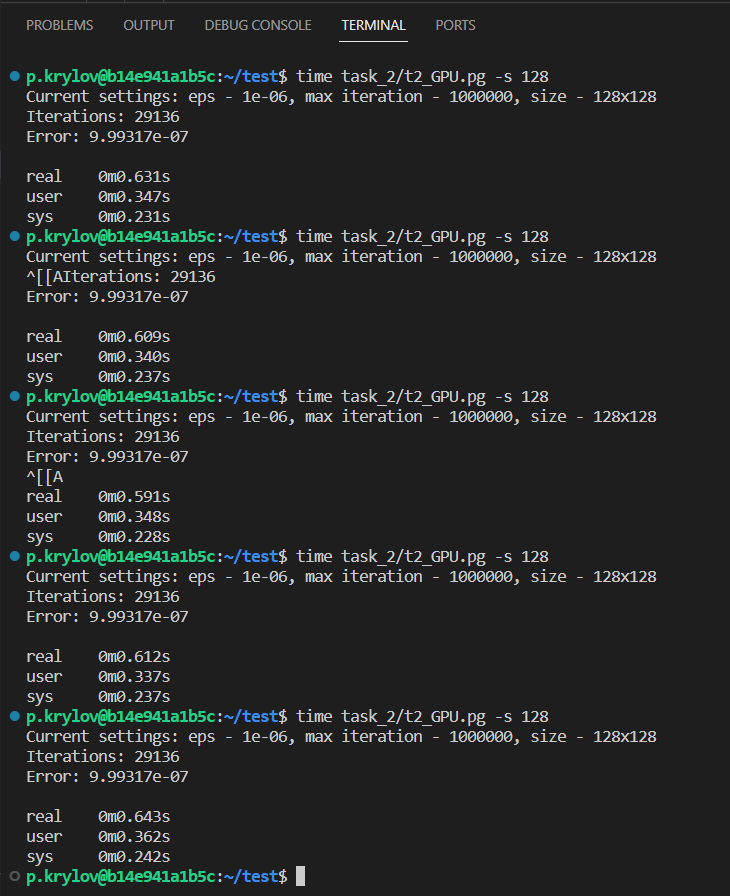 PROBLEMS OUTPUT DEBUG CONSOLE TERMINAL PORTS
p.krylov@b14e941a1b5c:~/test$ time task_2/t2_GPU.pg -s 128
Current settings: eps - 1e-06, max iteration - 1000000, size - 128x128
Iterations: 29136
Error: 9.99317e-07
real 0m0.631s
user 0m0.347s
sys 0m0.231s
p.krylov@b14e941a1b5c:~/test$ time task_2/t2_GPU.pg -s 128
Current settings: eps - 1e-06, max iteration - 1000000, size - 128x128
^[[AIterations: 29136
Error: 9.99317e-07
real 0m0.609s
user 0m0.340s
sys 0m0.237s
p.krylov@b14e941a1b5c:~/test$ time task_2/t2_GPU.pg -s 128
Current settings: eps - 1e-06, max iteration - 1000000, size - 128x128
Iterations: 29136
Error: 9.99317e-07
^[[A
real 0m0.591s
user 0m0.348s
sys 0m0.228s
p.krylov@b14e941a1b5c:~/test$ time task_2/t2_GPU.pg -s 128
Current settings: eps - 1e-06, max iteration - 1000000, size - 128x128
Iterations: 29136
Error: 9.99317e-07
real 0m0.612s
user 0m0.337s
sys 0m0.237s
p.krylov@b14e941a1b5c:~/test$ time task_2/t2_GPU.pg -s 128
Current settings: eps - 1e-06, max iteration - 1000000, size - 128x128
Iterations: 29136
Error: 9.99317e-07
real 0m0.643s
user 0m0.362s
sys 0m0.242s
p.krylov@b14e941a1b5c:~/test$